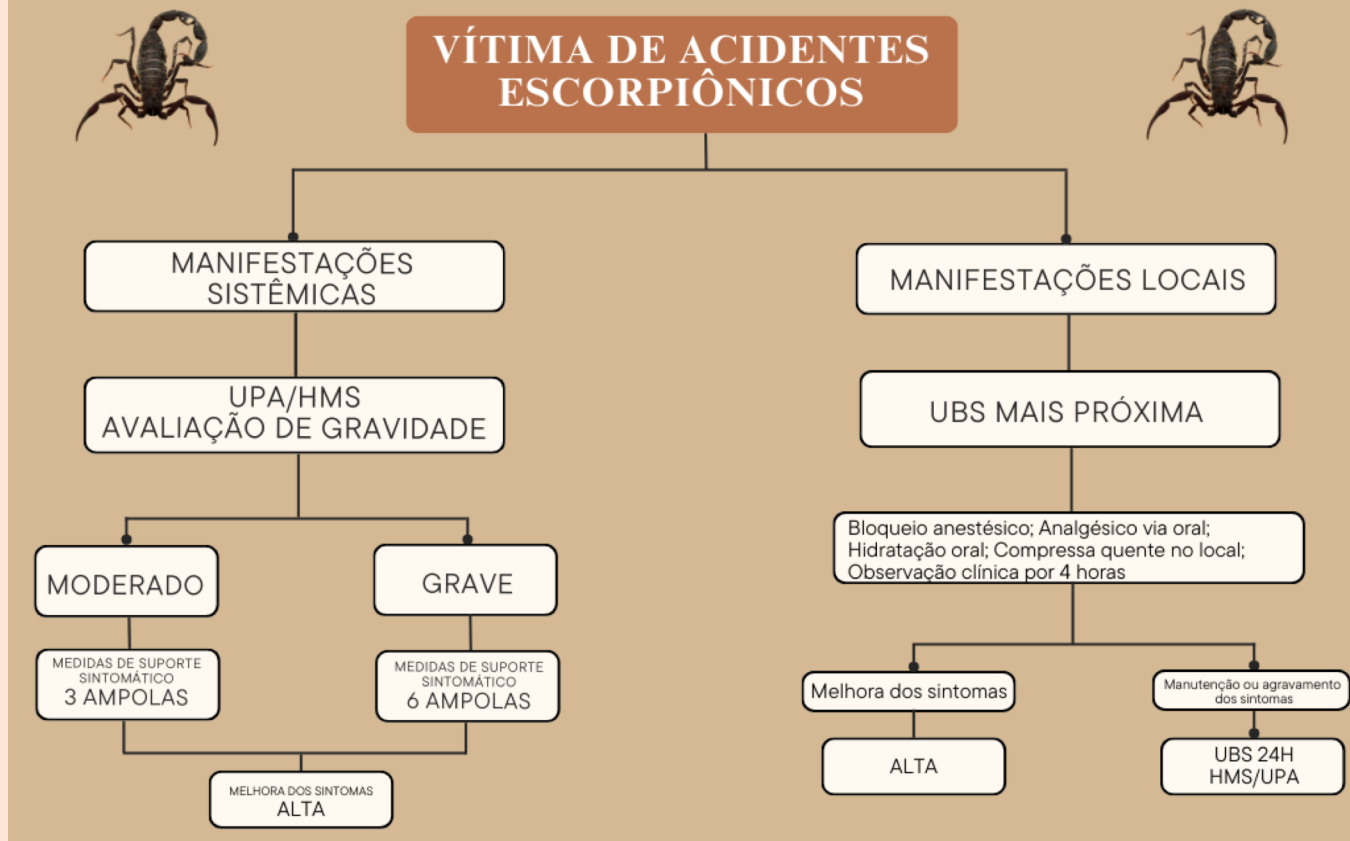 VÍTIMA DE ACIDENTES
ESCORPIÔNICOS
MANIFESTAÇÕES
SISTÊMICAS
UPA/HMS
AVALIAÇÃO DE GRAVIDADE
MODERADO
MEDIDAS DE SUPORTE
SINTOMÁTICO
3 AMPOLAS
GRAVE
MEDIDAS DE SUPORTE
SINTOMÁTICO
6 AMPOLAS
MELHORA DOS SINTOMAS
ALTA
MANIFESTAÇÕES LOCAIS
UBS MAIS PRÓXIMA
Bloqueio anestésico; Analgésico via oral;
Hidratação oral; Compressa quente no local;
Observação clínica por 4 horas
Melhora dos sintomas
ALTA
Manutenção ou agravamento
dos sintomas
UBS 24H
HMS/UPA